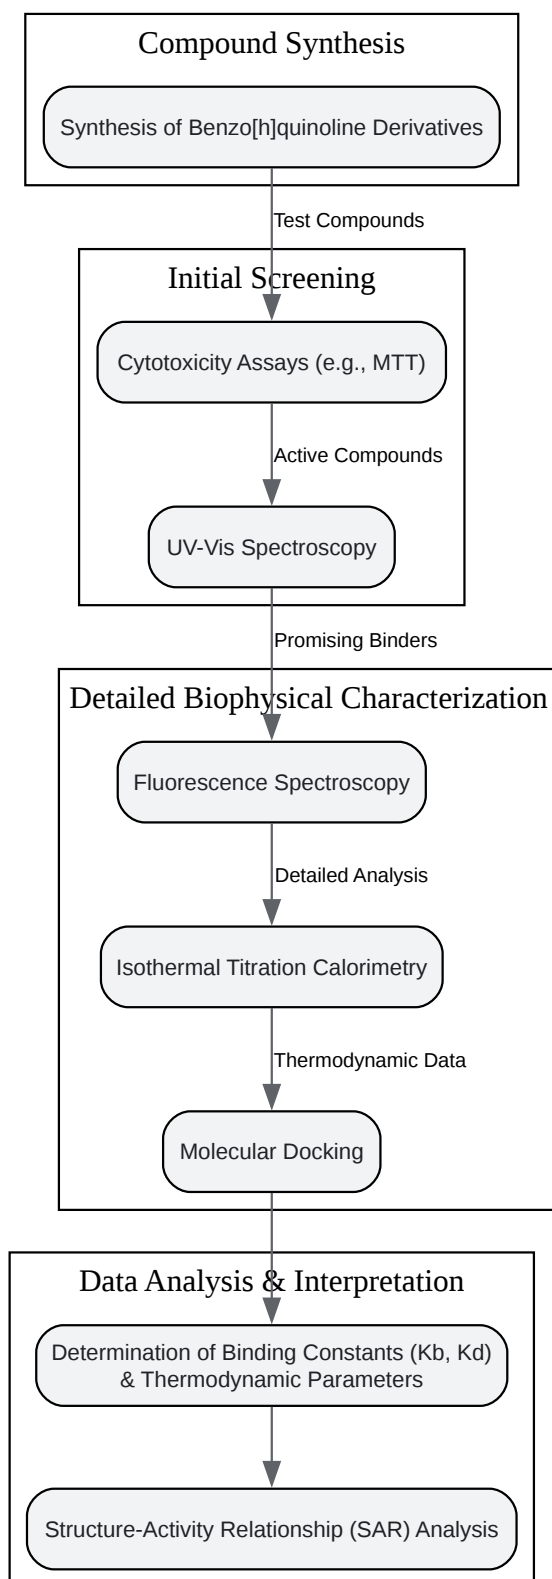 Compound Synthesis
Synthesis of Benzo[h]quinoline Derivatives
Test Compounds
Initial Screening
Cytotoxicity Assays (e.g., MTT)
Active Compounds
UV-Vis Spectroscopy
Promising Binders
Detailed Biophysical Characterization
Fluorescence Spectroscopy
Detailed Analysis
Isothermal Titration Calorimetry
Thermodynamic Data
Molecular Docking
Data Analysis & Interpretation
Determination of Binding Constants (Kb, Kd)
& Thermodynamic Parameters
Structure-Activity Relationship (SAR) Analysis